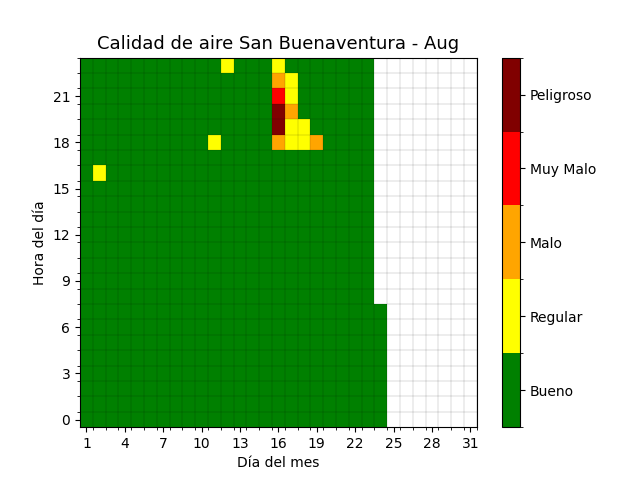 Calidad de aire San Buenaventura - Aug
Hora del día
21
18
15
12
9
6
3
0
1 4 7 10 13 16 19 22 25 28 31
Día del mes
Peligroso
Muy Malo
Malo
Regular
Bueno